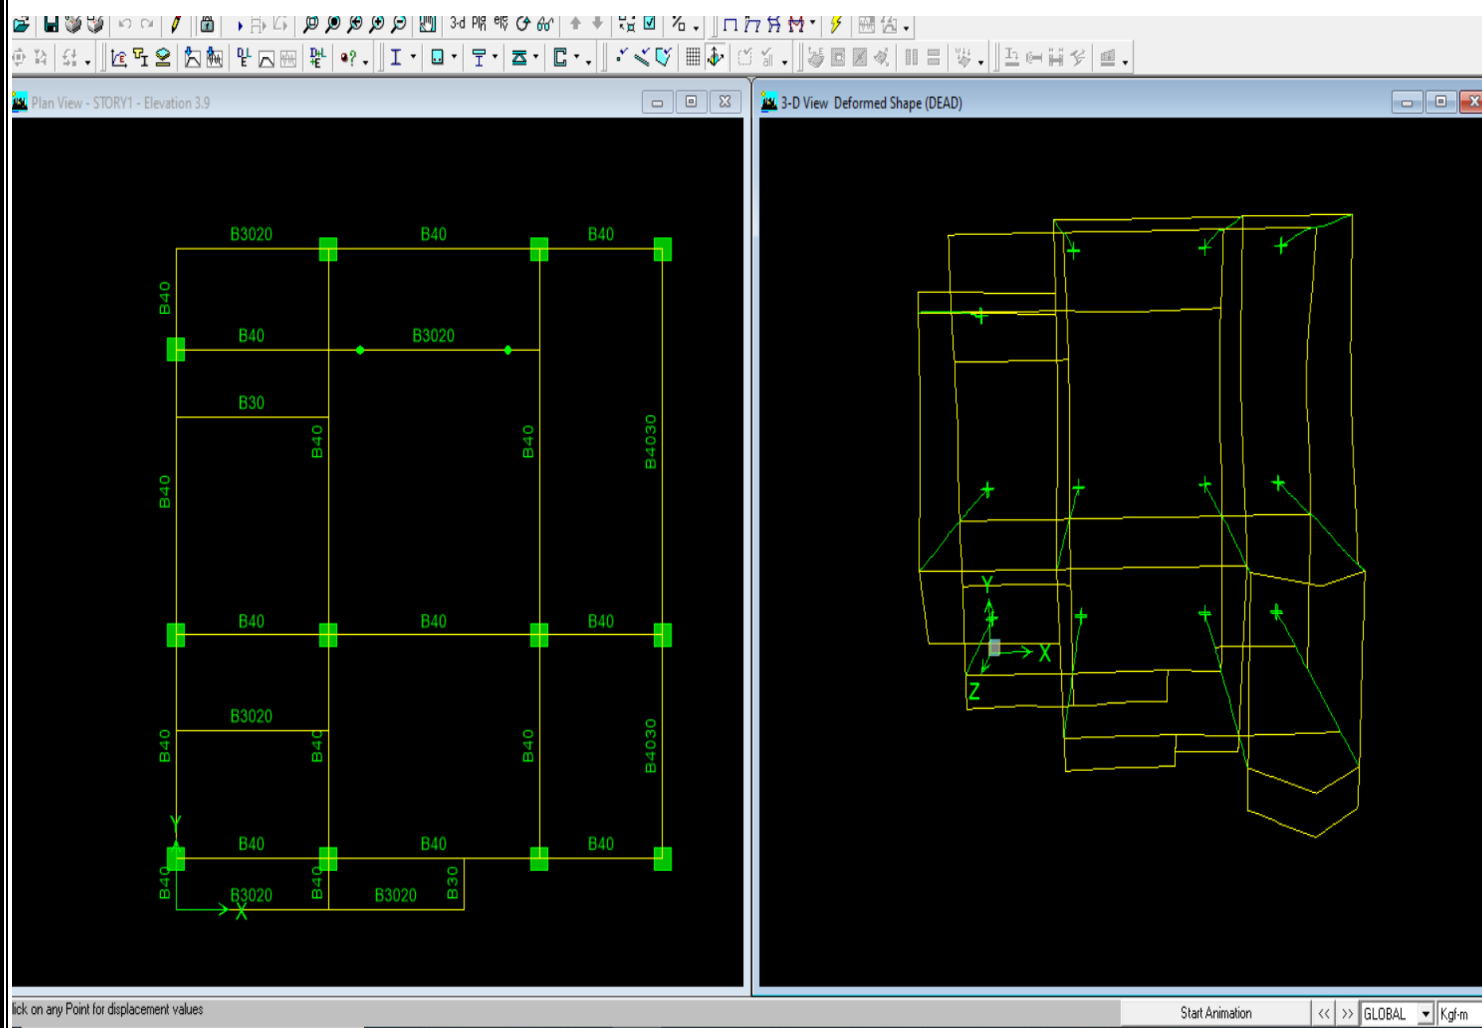 3-d
Plan View - STORY1 - Elevation 3.9
3-D View Deformed Shape (DEAD)
B3020 B40 B40
B40
B40 B3020
B30
B40 B40 B4030
B40
B40 B40 B40
B3020
B40 B40 B40 B4030
Y
B40 B40 B40
B40 B3020 B40 B3020 B30
X
Y
X
Z
lick on any Point for displacement values
Start Animation << >> GLOBAL Kgf-m